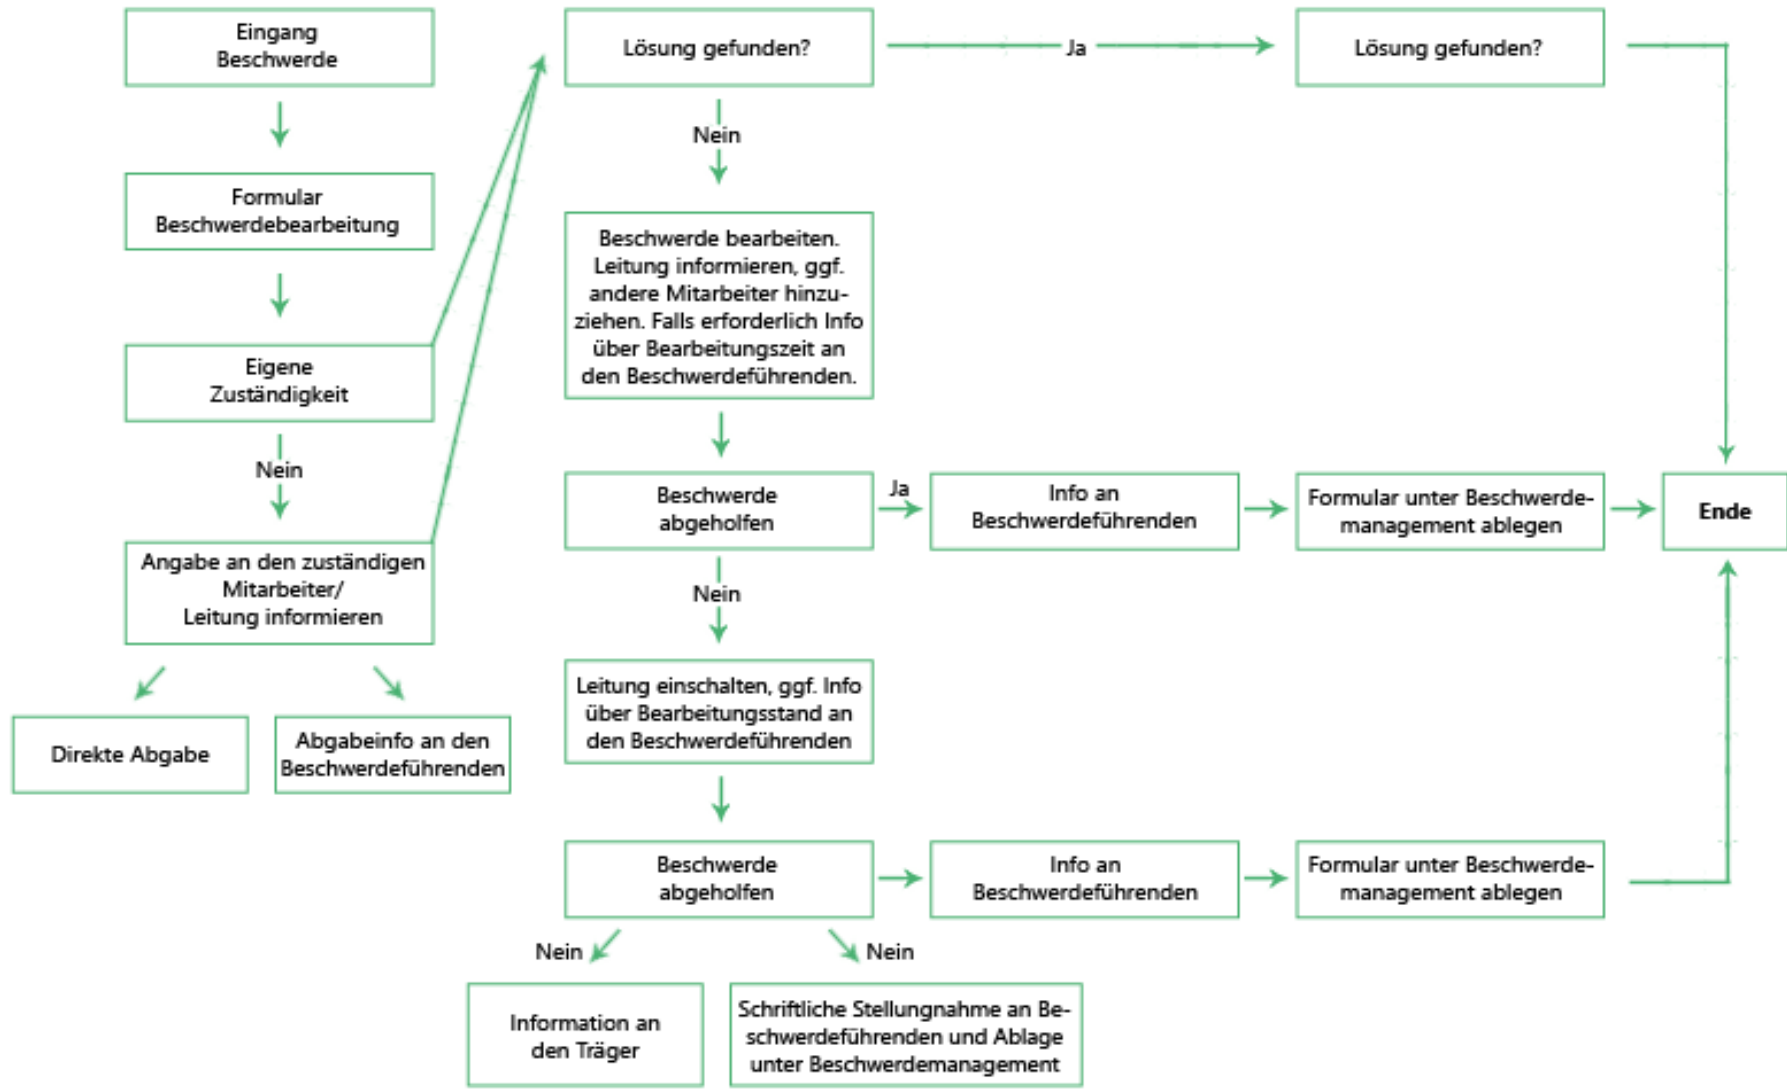 Eingang
Beschwerde
Formular
Beschwerdebearbeitung
Eigene
Zuständigkeit
Nein
Angabe an den zuständigen
Mitarbeiter/
Leitung informieren
Direkte Abgabe
Abgabeinfo an den
Beschwerdeführenden
Lösung gefunden?
Ja
Lösung gefunden?
Nein
Beschwerde bearbeiten.
Leitung informieren, ggf.
andere Mitarbeiter hinzu-
ziehen. Falls erforderlich Info
über Bearbeitungszeit an
den Beschwerdeführenden.
Beschwerde
abgeholfen
Ja
Info an
Beschwerdeführenden
Formular unter Beschwerde-
management ablegen
Ende
Nein
Leitung einschalten, ggf. Info
über Bearbeitungsstand an
den Beschwerdeführenden
Beschwerde
abgeholfen
Info an
Beschwerdeführenden
Formular unter Beschwerde-
management ablegen
Nein
Nein
Information an
den Träger
Schriftliche Stellungnahme an Be-
schwerdeführenden und Ablage
unter Beschwerdemanagement